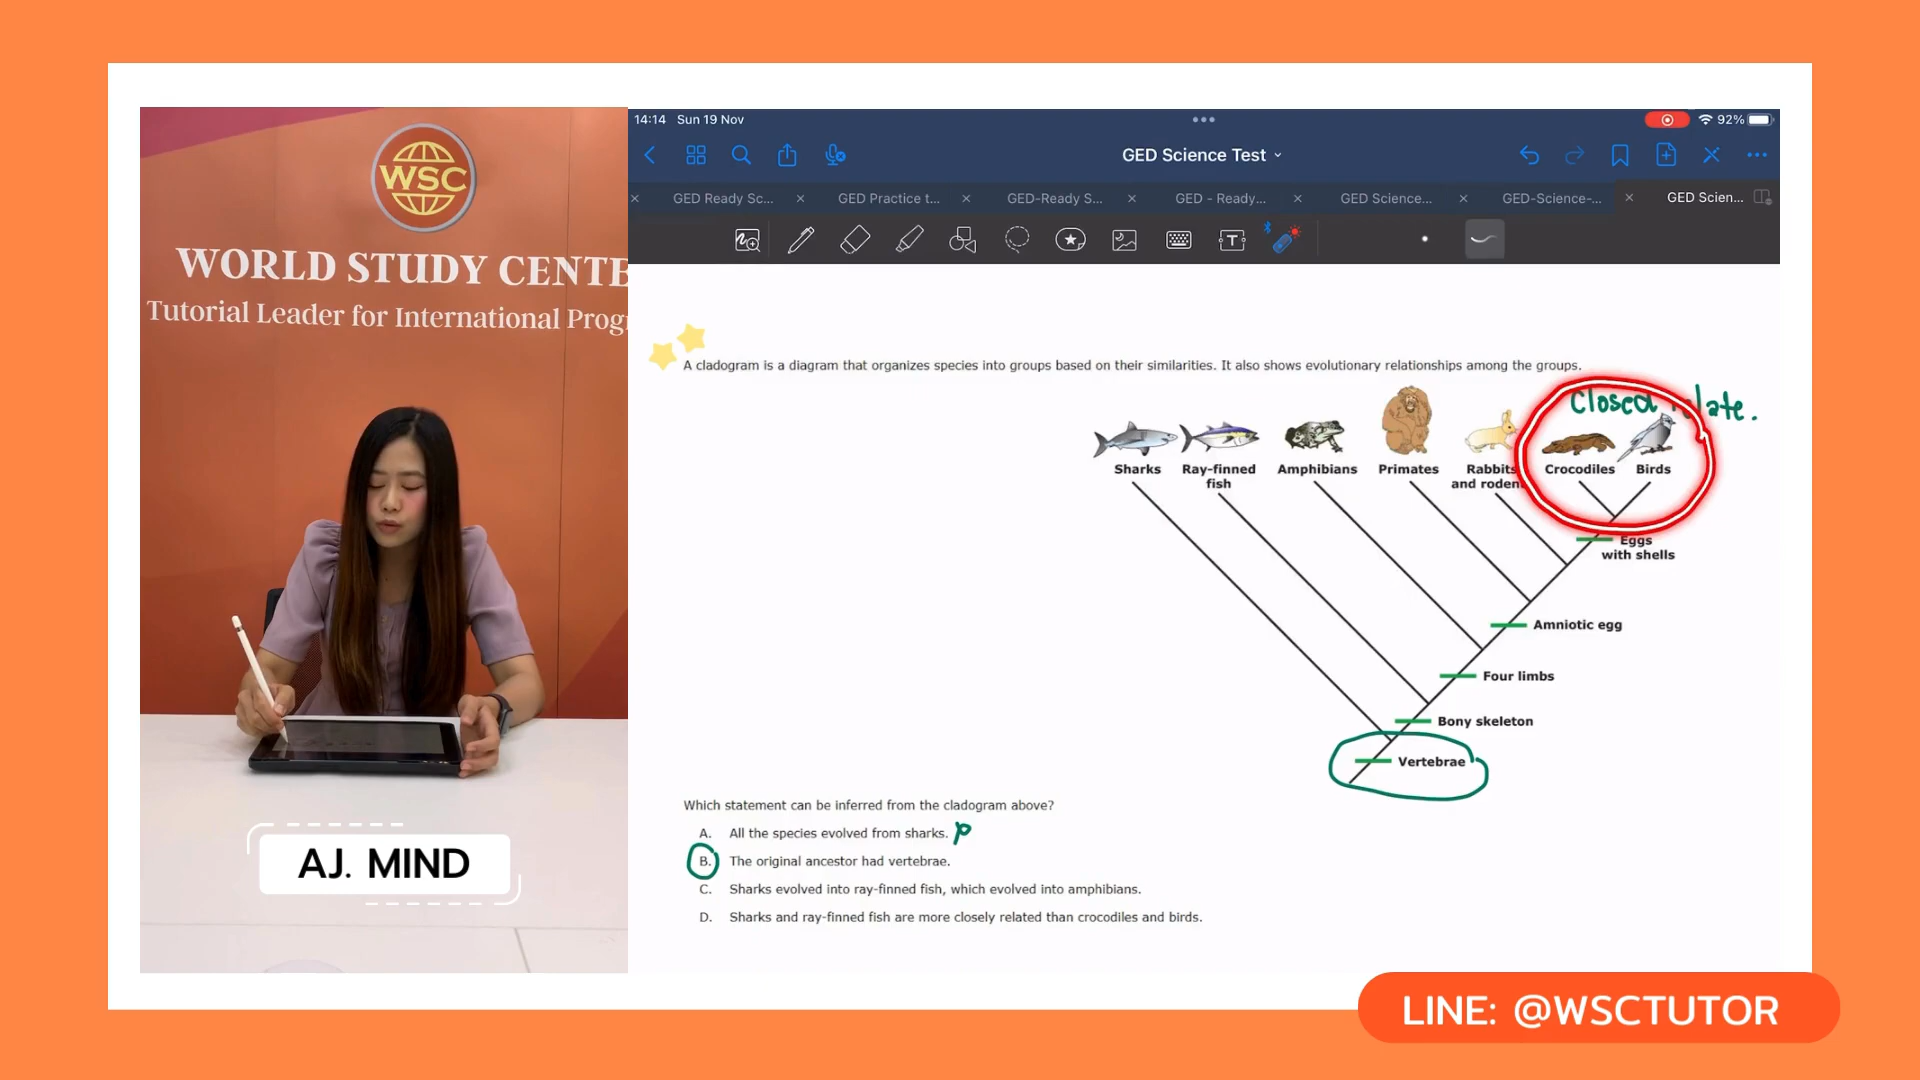 WSC
WORLD STUDY CENTE
Tutorial Leader for International Progr
AJ. MIND
14:14 Sun 19 Nov
92%
GED Science Test
GED Ready Sc...
GED Practice t...
GED-Ready S...
GED - Ready...
GED Science...
GED-Science-...
GED Scien...
A cladogram is a diagram that organizes species into groups based on their similarities. It also shows evolutionary relationships among the groups.
Closed late.
Sharks
Ray-finned
fish
Amphibians
Primates
Rabbits
and roden
Crocodiles
Birds
Eggs
with shells
Amniotic egg
Four limbs
Bony skeleton
Vertebrae
Which statement can be inferred from the cladogram above?
A. All the species evolved from sharks.
B. The original ancestor had vertebrae.
C. Sharks evolved into ray-finned fish, which evolved into amphibians.
D. Sharks and ray-finned fish are more closely related than crocodiles and birds.
LINE: @WSCTUTOR